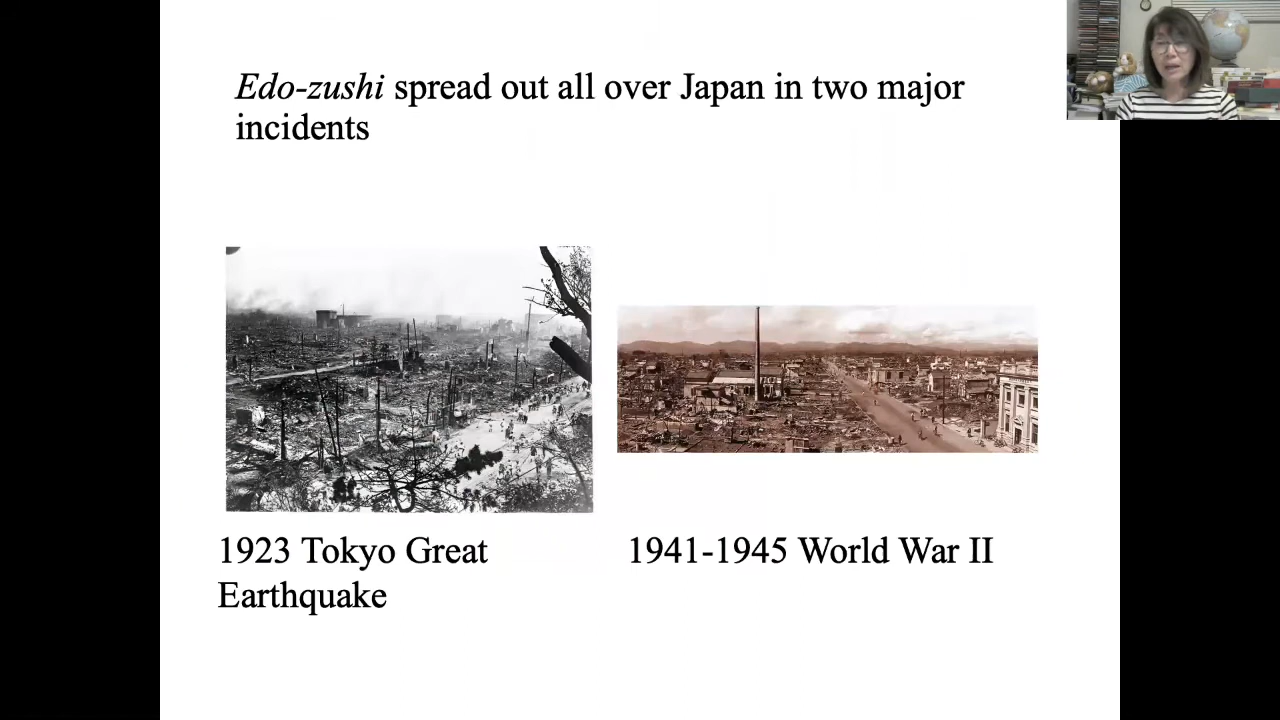 Edo-zushi spread out all over Japan in two major
incidents
1923 Tokyo Great
Earthquake
1941-1945 World War II